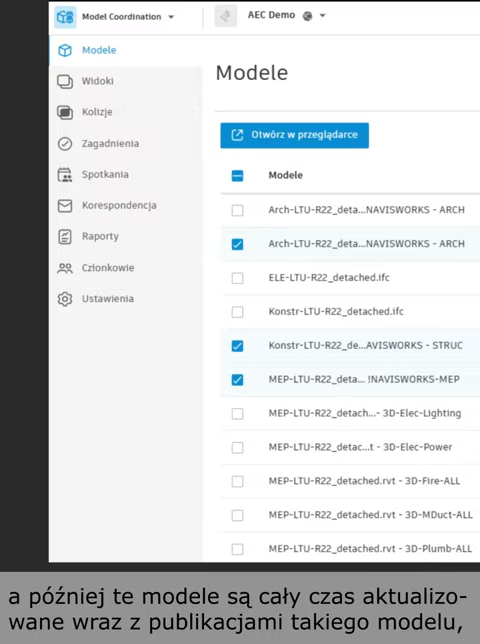 Model Coordination
AEC Demo
Modele
Widoki
Kolizje
Zagadnienia
Spotkania
Korespondencja
Raporty
Członkowie
Ustawienia
Modele
Otwórz w przeglądarce
Modele
Arch-LTU-R22_deta...NAVISWORKS - ARCH
Arch-LTU-R22_deta...NAVISWORKS - ARCH
ELE-LTU-R22_detached.ifc
Konstr-LTU-R22_detached.ifc
Konstr-LTU-R22_de...AVISWORKS - STRUC
MEP-LTU-R22_deta... !NAVISWORKS-MEP
MEP-LTU-R22_detach...- 3D-Elec-Lighting
MEP-LTU-R22_detac...t - 3D-Elec-Power
MEP-LTU-R22_detached.rvt - 3D-Fire-ALL
MEP-LTU-R22_detached.rvt - 3D-MDuct-ALL
MEP-LTU-R22_detached.rvt - 3D-Plumb-ALL
a później te modele są cały czas aktualizo-
wane wraz z publikacjami takiego modelu,